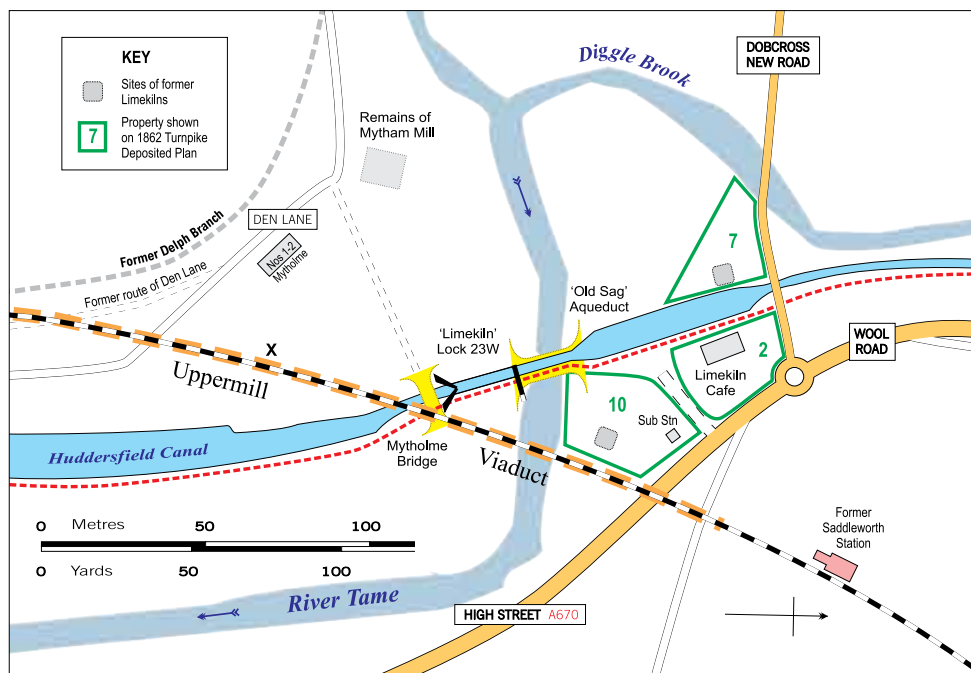 KEY
Sites of former
Limekilns
7
Property shown
on 1862 Turnpike
Deposited Plan
Diggle Brook
DOBCROSS
NEW ROAD
Remains of
Mytham Mill
DEN LANE
Nos 1-2
Mytholme
Former Delph Branch
Former route of Den Lane
7
'Old Sag'
Aqueduct
'Limekiln'
Lock 23W
X
Uppermill
WOOL
ROAD
2
Limekiln
Cafe
10
Sub Stn
Mytholme
Bridge
Viaduct
Huddersfield Canal
0 Metres 50 100
0 Yards 50 100
Former
Saddleworth
Station
River Tame
HIGH STREET A670